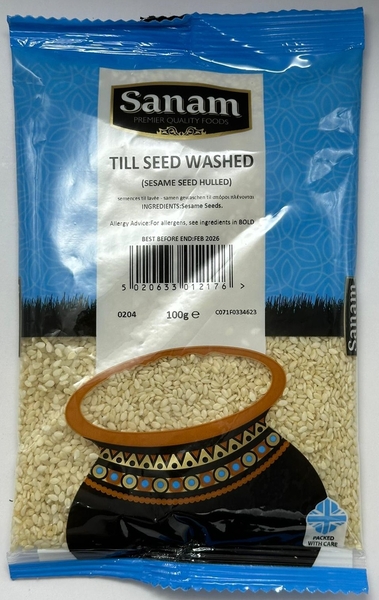 Sanam
PREMIER QUALITY FOODS
TILL SEED WASHED
(SESAME SEED HULLED)
INGREDIENTS:Sesame Seeds.
Allergy Advice:For allergens, see ingredients in BOLD
BEST BEFORE END:FEB 2026
5 020633 012176 >
0204 100g ℮ C071F0334623
Sanam
PACKED
WITH CARE